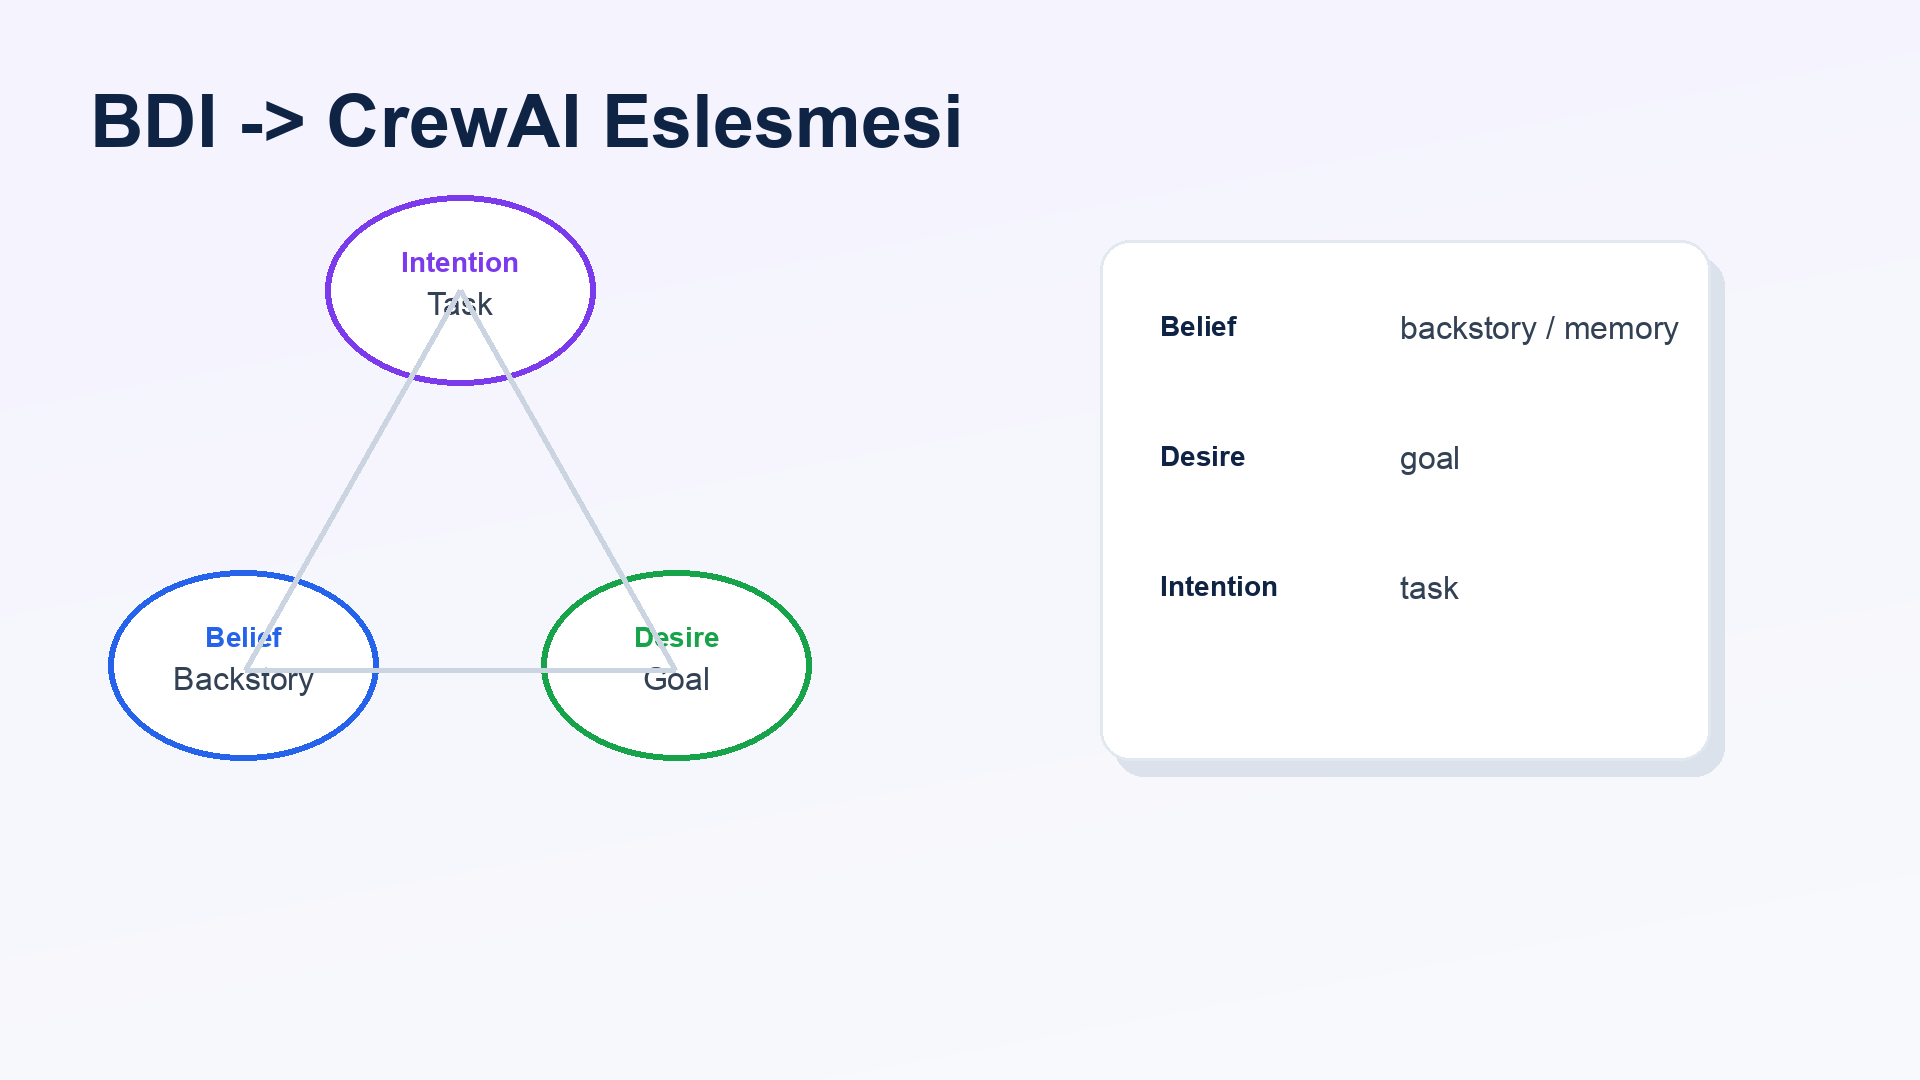 BDI -> CrewAI Eslesmesi
Intention
Task
Belief
Backstory
Desire
Goal
Belief backstory / memory
Desire goal
Intention task